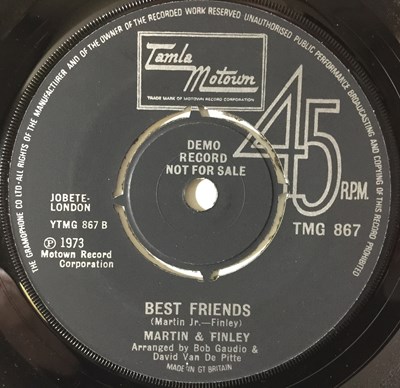 THE GRAMOPHONE CO LTD·ALL RIGHTS OF THE MANUFACTURER AND OF THE OWNER OF THE RECORDED WORK RESERVED UNAUTHORISED PUBLIC PERFORMANCE BROADCASTING AND COPYING OF THIS RECORD PROHIBITED
Tamla
Motown
TRADE MARK OF MOTOWN RECORD CORPORATION
45
R.P.M.
DEMO
RECORD
NOT FOR SALE
JOBETE-
LONDON
YTMG 867 B
TMG 867
Ⓟ 1973
Motown Record
Corporation
BEST FRIENDS
(Martin Jr.—Finley)
MARTIN & FINLEY
Arranged by Bob Gaudio &
David Van De Pitte
MADE IN GT BRITAIN